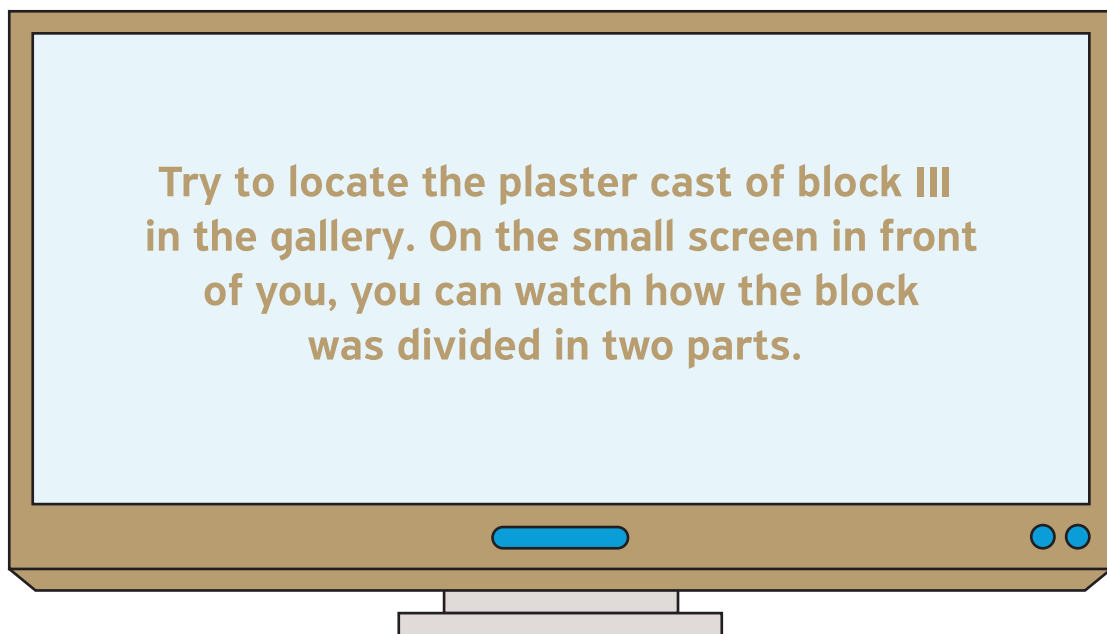 Try to locate the plaster cast of block III
in the gallery. On the small screen in front
of you, you can watch how the block
was divided in two parts.